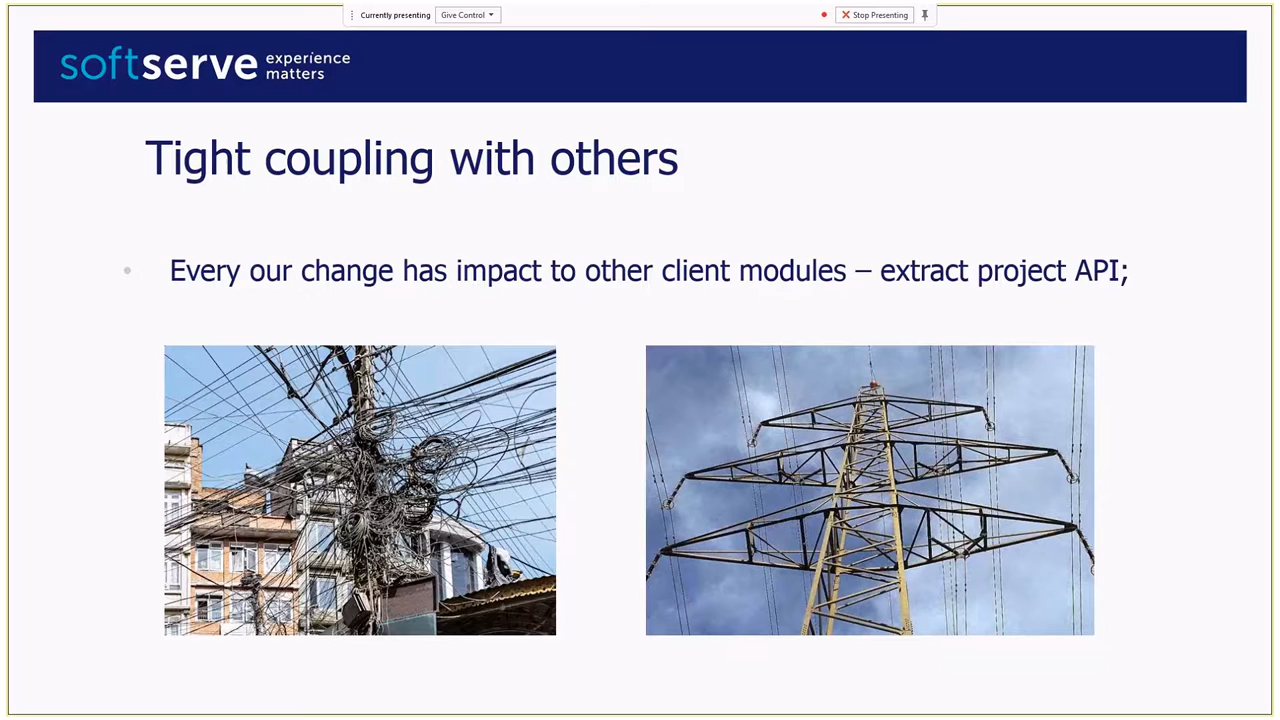 Currently presenting Give Control Stop Presenting
softserve experience matters
Tight coupling with others
• Every our change has impact to other client modules – extract project API;